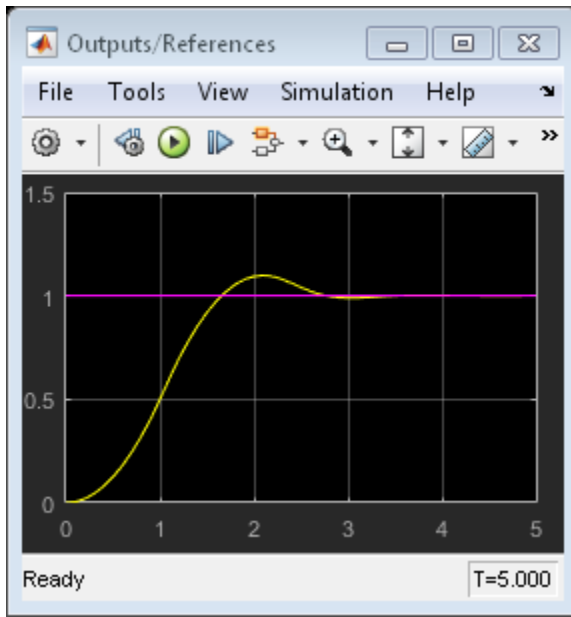 Outputs/References
File Tools View Simulation Help
1.5
1
0.5
0
0 1 2 3 4 5
Ready T=5.000